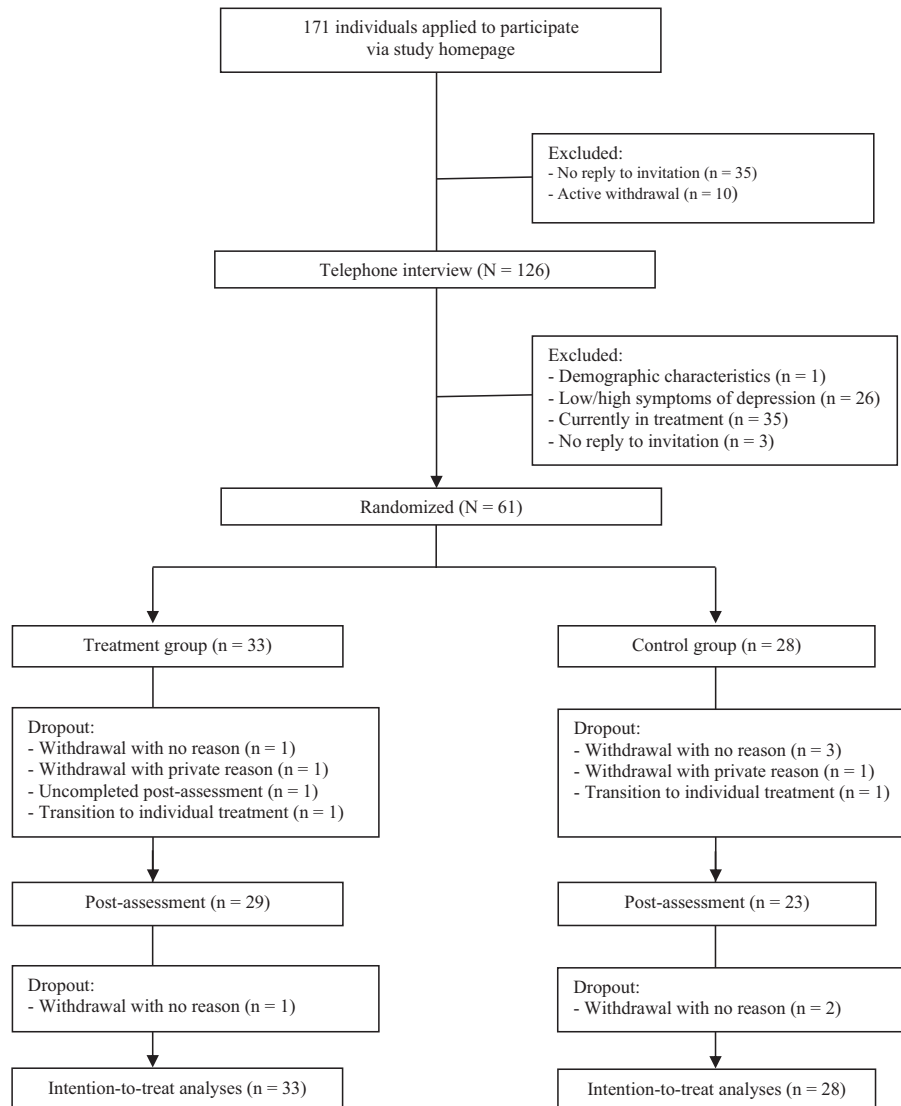 171 individuals applied to participate
via study homepage
Excluded:
- No reply to invitation (n = 35)
- Active withdrawal (n = 10)
Telephone interview (N = 126)
Excluded:
- Demographic characteristics (n = 1)
- Low/high symptoms of depression (n = 26)
- Currently in treatment (n = 35)
- No reply to invitation (n = 3)
Randomized (N = 61)
Treatment group (n = 33)
Dropout:
- Withdrawal with no reason (n = 1)
- Withdrawal with private reason (n = 1)
- Uncompleted post-assessment (n = 1)
- Transition to individual treatment (n = 1)
Post-assessment (n = 29)
Dropout:
- Withdrawal with no reason (n = 1)
Intention-to-treat analyses (n = 33)
Control group (n = 28)
Dropout:
- Withdrawal with no reason (n = 3)
- Withdrawal with private reason (n = 1)
- Transition to individual treatment (n = 1)
Post-assessment (n = 23)
Dropout:
- Withdrawal with no reason (n = 2)
Intention-to-treat analyses (n = 28)